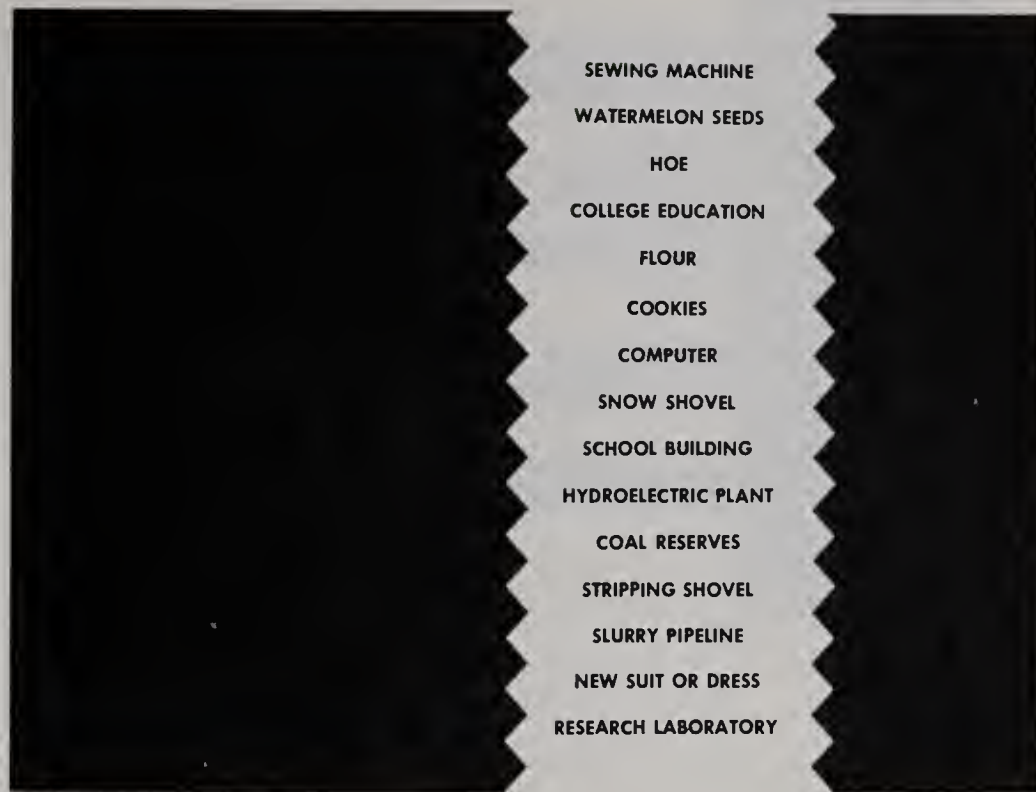 SEWING MACHINE
WATERMELON SEEDS
HOE
COLLEGE EDUCATION
FLOUR
COOKIES
COMPUTER
SNOW SHOVEL
SCHOOL BUILDING
HYDROELECTRIC PLANT
COAL RESERVES
STRIPPING SHOVEL
SLURRY PIPELINE
NEW SUIT OR DRESS
RESEARCH LABORATORY